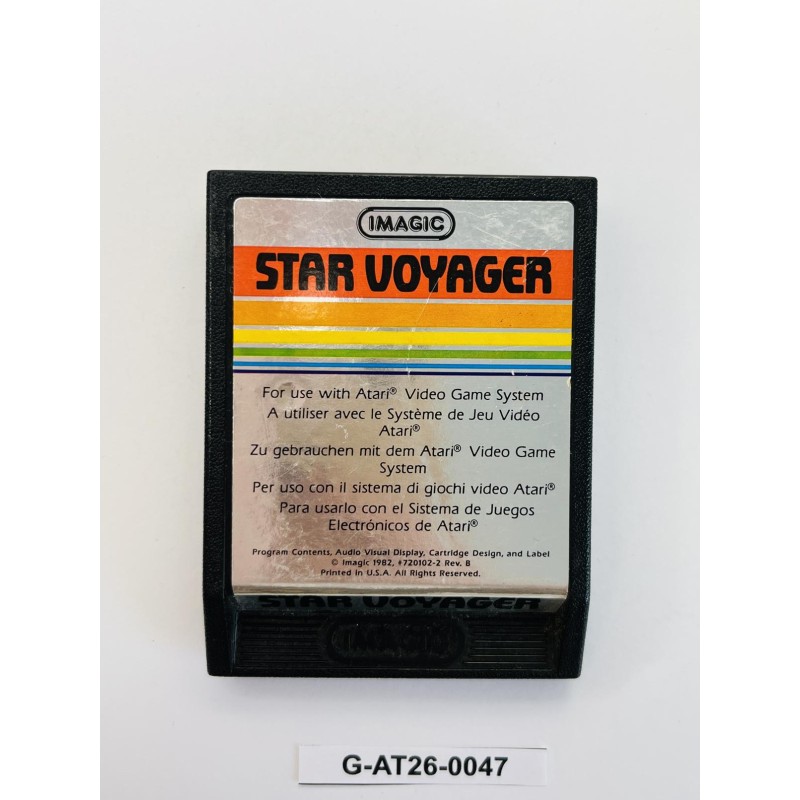 IMAGIC
STAR VOYAGER
For use with Atari® Video Game System
A utiliser avec le Système de Jeu Vidéo
Atari®
Zu gebrauchen mit dem Atari® Video Game
System
Per uso con il sistema di giochi video Atari®
Para usarlo con el Sistema de Juegos
Electrónicos de Atari®
Program Contents, Audio Visual Display, Cartridge Design, and Label
© Imagic 1982, #720102-2 Rev. B
Printed in U.S.A. All Rights Reserved.
STAR VOYAGER
IMAGIC
G-AT26-0047